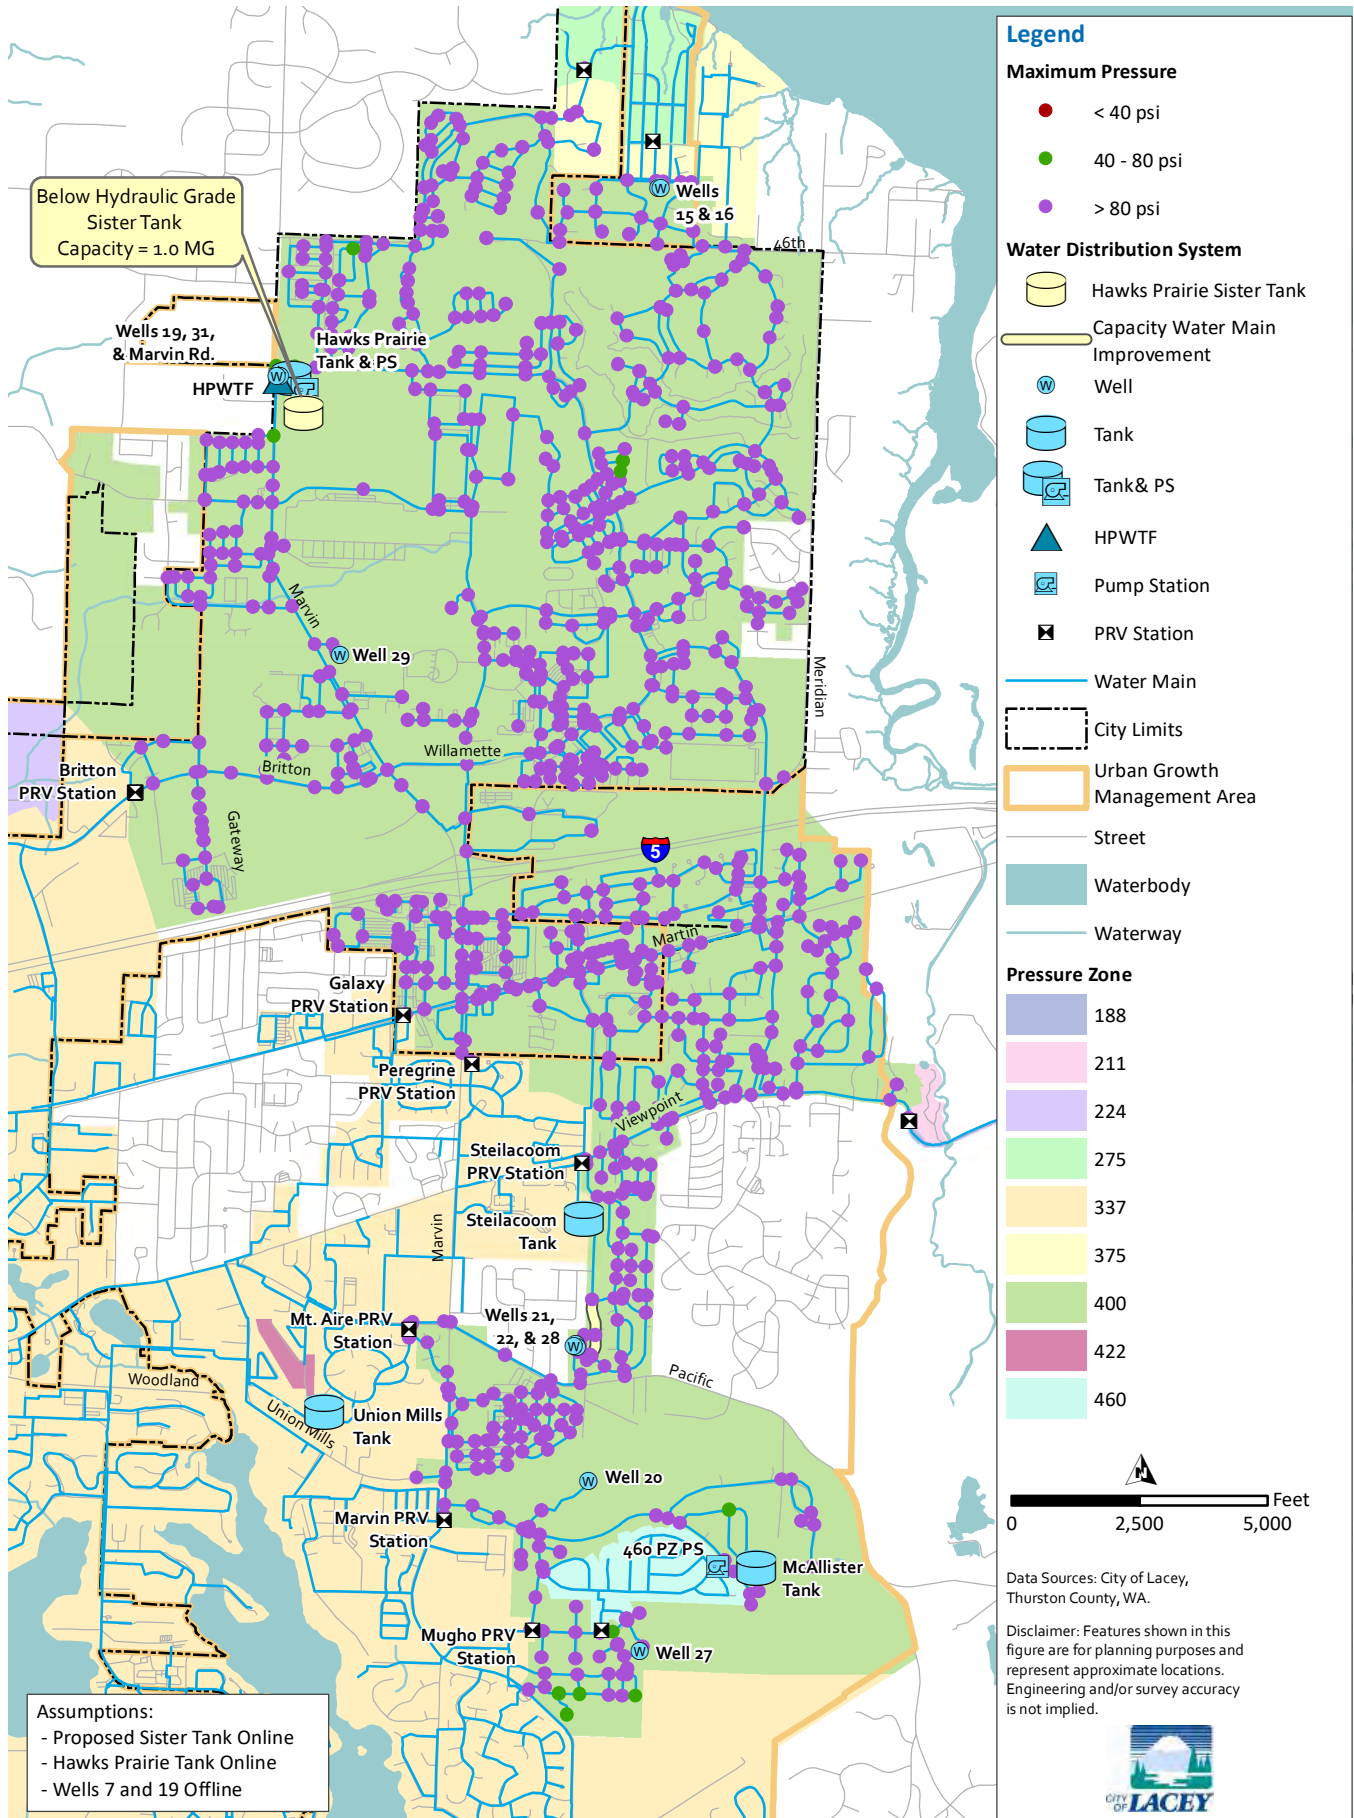 Below Hydraulic Grade
Sister Tank
Capacity = 1.0 MG
Wells
15 & 16
46th
Wells 19, 31,
& Marvin Rd.
Hawks Prairie
Tank & PS
HPWTF
Marvin
Well 29
Meridian
Willamette
Britton
Britton
PRV Station
Gateway
5
Martin
Galaxy
PRV Station
Peregrine
PRV Station
Viewpoint
Steilacoom
PRV Station
Steilacoom
Tank
Marvin
Wells 21,
22, & 28
Mt. Aire PRV
Station
Pacific
Woodland
Union Mills
Union Mills
Tank
Well 20
Marvin PRV
Station
460 PZ PS
McAllister
Tank
Mugho PRV
Station
Well 27
Assumptions:
- Proposed Sister Tank Online
- Hawks Prairie Tank Online
- Wells 7 and 19 Offline
Legend
Maximum Pressure
< 40 psi
40 - 80 psi
> 80 psi
Water Distribution System
Hawks Prairie Sister Tank
Capacity Water Main
Improvement
W Well
Tank
Tank& PS
HPWTF
Pump Station
PRV Station
Water Main
City Limits
Urban Growth
Management Area
Street
Waterbody
Waterway
Pressure Zone
188
211
224
275
337
375
400
422
460
N
Feet
0 2,500 5,000
Data Sources: City of Lacey,
Thurston County, WA.
Disclaimer: Features shown in this
figure are for planning purposes and
represent approximate locations.
Engineering and/or survey accuracy
is not implied.
CITY
OF LACEY